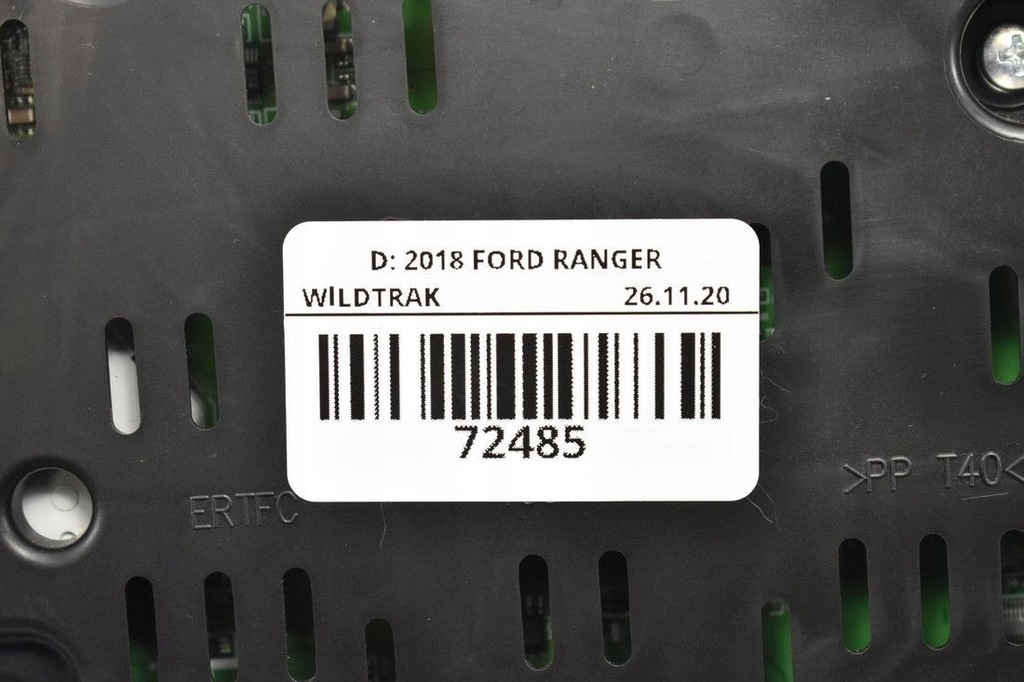 D: 2018 FORD RANGER
WILDTRAK 26.11.20
72485
>PP T40<
ERTFC